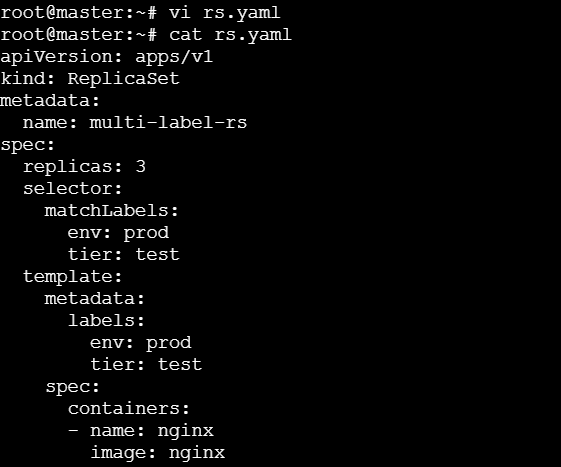 root@master:~# vi rs.yaml
root@master:~# cat rs.yaml
apiVersion: apps/v1
kind: ReplicaSet
metadata:
  name: multi-label-rs
spec:
  replicas: 3
  selector:
    matchLabels:
      env: prod
      tier: test
  template:
    metadata:
      labels:
        env: prod
        tier: test
    spec:
      containers:
      - name: nginx
        image: nginx